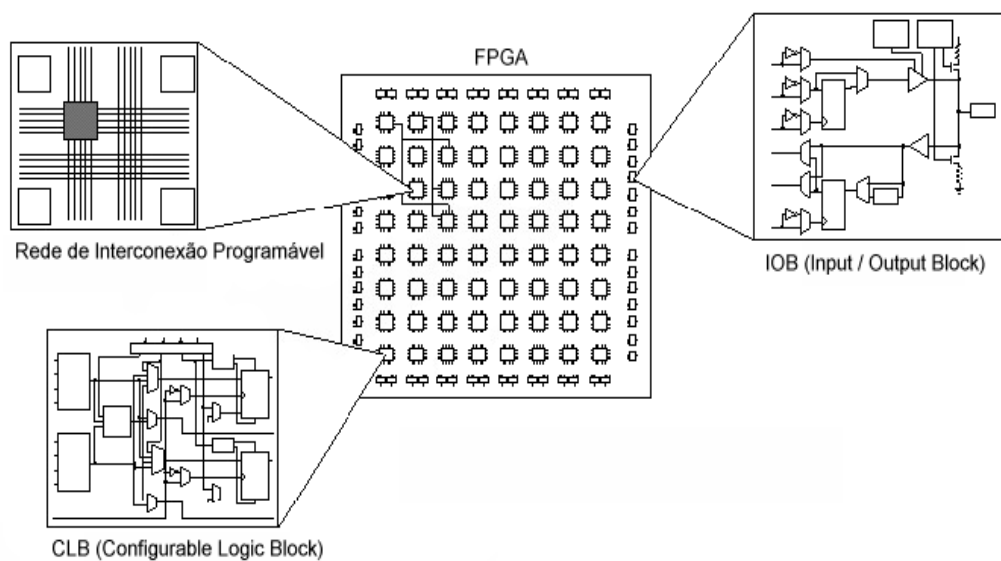 FPGA
Rede de Interconexão Programável
IOB (Input / Output Block)
CLB (Configurable Logic Block)